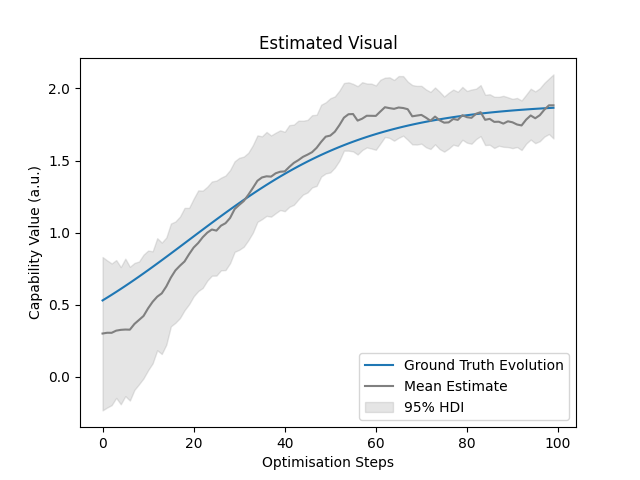 Estimated Visual
Capability Value (a.u.)
2.0
1.5
1.0
0.5
0.0
0 20 40 60 80 100
Optimisation Steps
Ground Truth Evolution
Mean Estimate
95% HDI